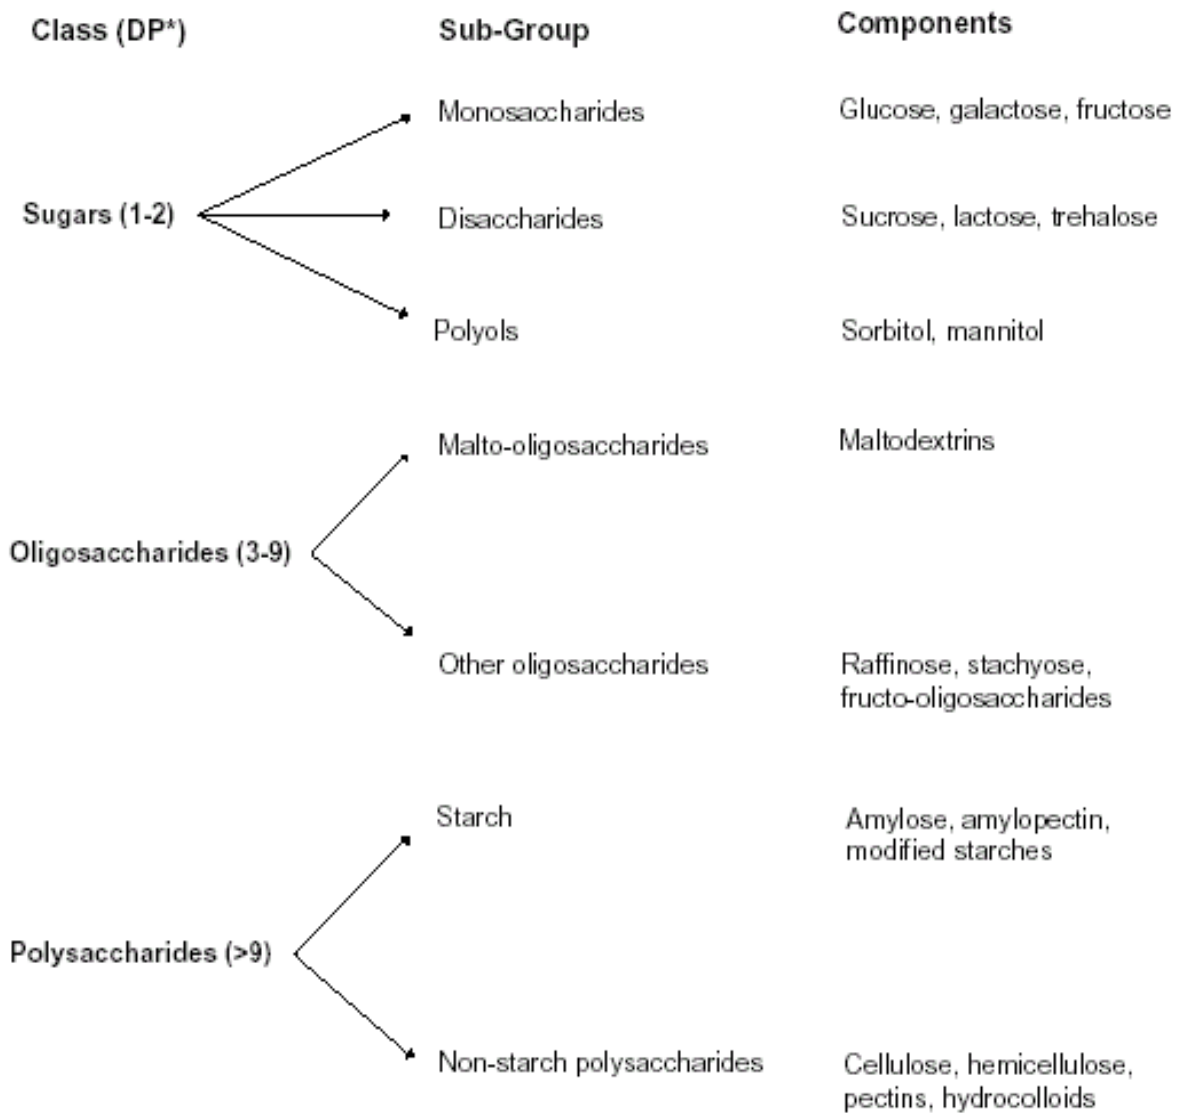 Class (DP*) Sub-Group Components
Monosaccharides Glucose, galactose, fructose
Sugars (1-2) Disaccharides Sucrose, lactose, trehalose
Polyols Sorbitol, mannitol
Malto-oligosaccharides Maltodextrins
Oligosaccharides (3-9)
Other oligosaccharides Raffinose, stachyose,
fructo-oligosaccharides
Starch Amylose, amylopectin,
modified starches
Polysaccharides (>9)
Non-starch polysaccharides Cellulose, hemicellulose,
pectins, hydrocolloids